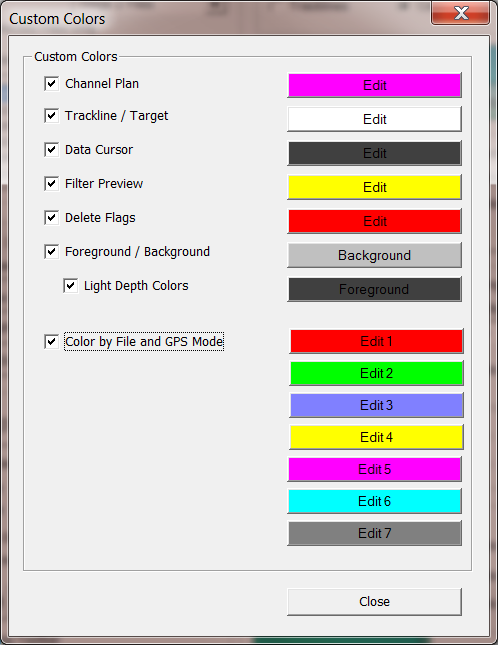 Custom Colors
Custom Colors
Channel Plan Edit
Trackline / Target Edit
Data Cursor Edit
Filter Preview Edit
Delete Flags Edit
Foreground / Background Background
Light Depth Colors Foreground
Color by File and GPS Mode Edit 1
Edit 2
Edit 3
Edit 4
Edit 5
Edit 6
Edit 7
Close